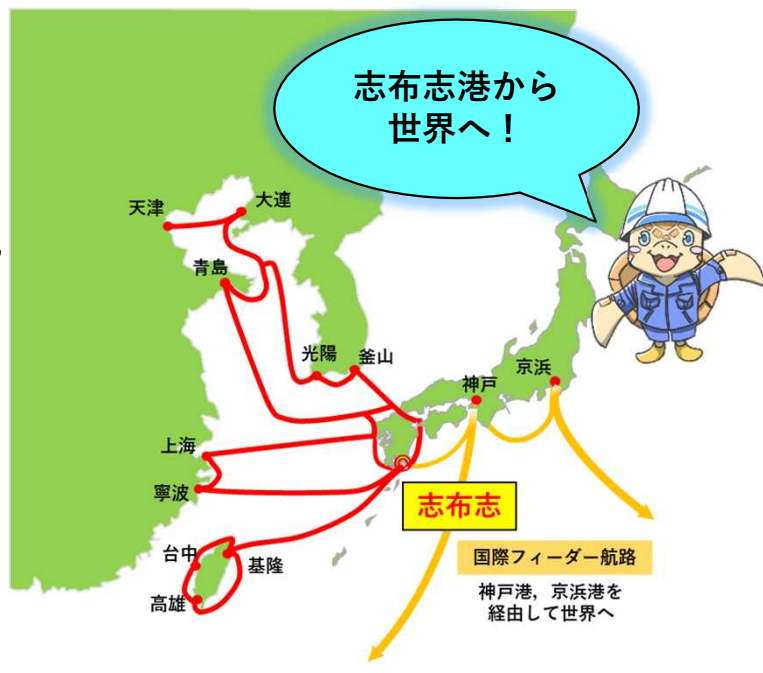 志布志港から
世界へ！
天津
大連
青島
光陽
釜山
神戸
京浜
上海
寧波
志布志
台中
基隆
高雄
国際フィーダー航路
神戸港，京浜港を
経由して世界へ